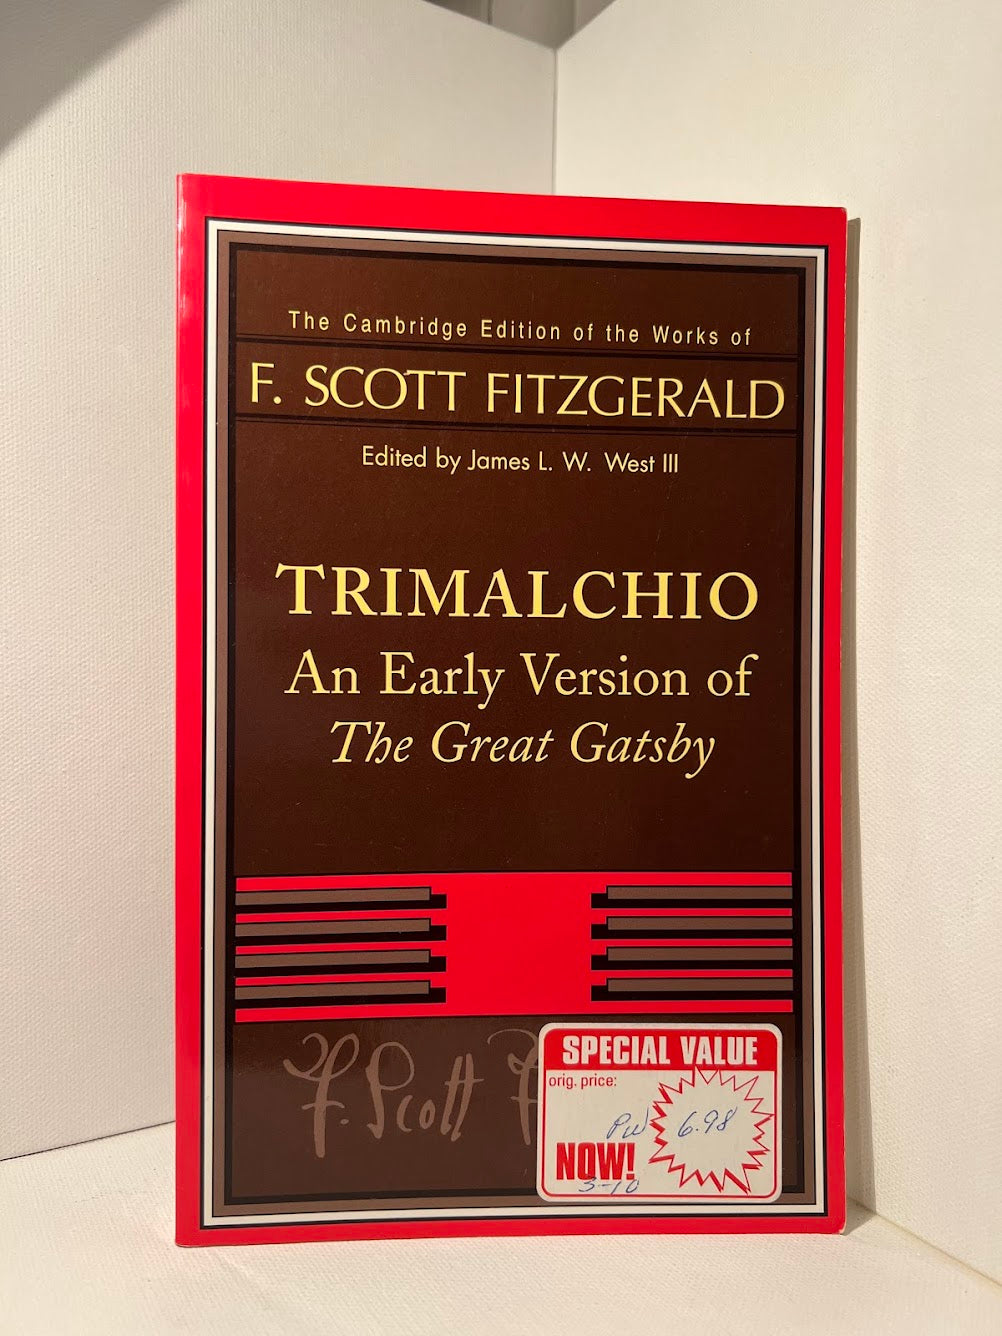 The Cambridge Edition of the Works of
F. SCOTT FITZGERALD
Edited by James L. W. West III
TRIMALCHIO
An Early Version of
The Great Gatsby
F. Scott F
SPECIAL VALUE
orig. price:
PW 6.98
NOW!
3-10